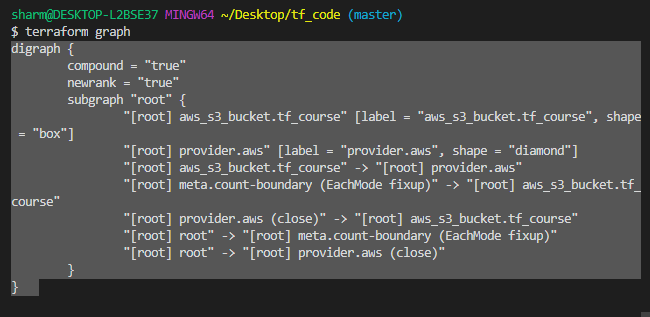 sharm@DESKTOP-L2BSE37 MINGW64 ~/Desktop/tf_code (master)
$ terraform graph
digraph {
        compound = "true"
        newrank = "true"
        subgraph "root" {
                "[root] aws_s3_bucket.tf_course" [label = "aws_s3_bucket.tf_course", shape
 = "box"]
                "[root] provider.aws" [label = "provider.aws", shape = "diamond"]
                "[root] aws_s3_bucket.tf_course" -> "[root] provider.aws"
                "[root] meta.count-boundary (EachMode fixup)" -> "[root] aws_s3_bucket.tf_
course"
                "[root] provider.aws (close)" -> "[root] aws_s3_bucket.tf_course"
                "[root] root" -> "[root] meta.count-boundary (EachMode fixup)"
                "[root] root" -> "[root] provider.aws (close)"
        }
}